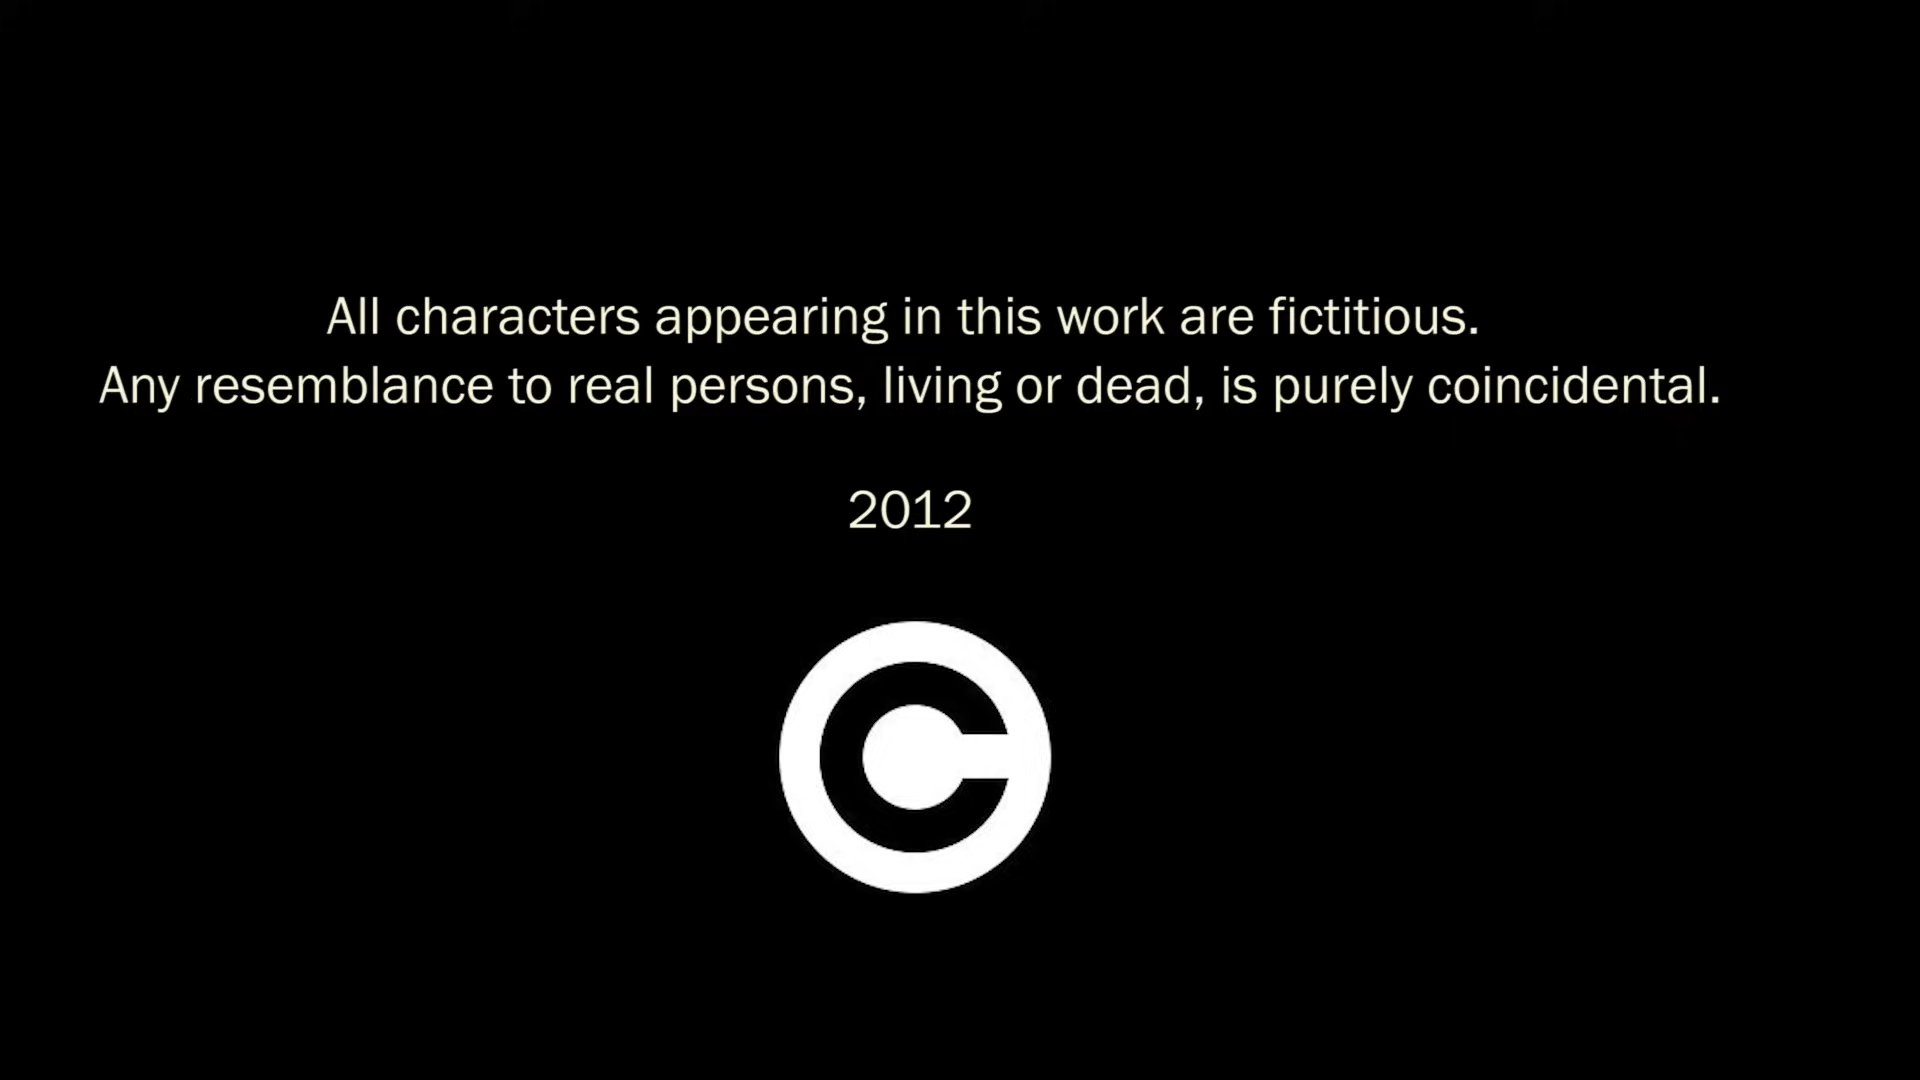 All characters appearing in this work are fictitious.
Any resemblance to real persons, living or dead, is purely coincidental.
2012
©